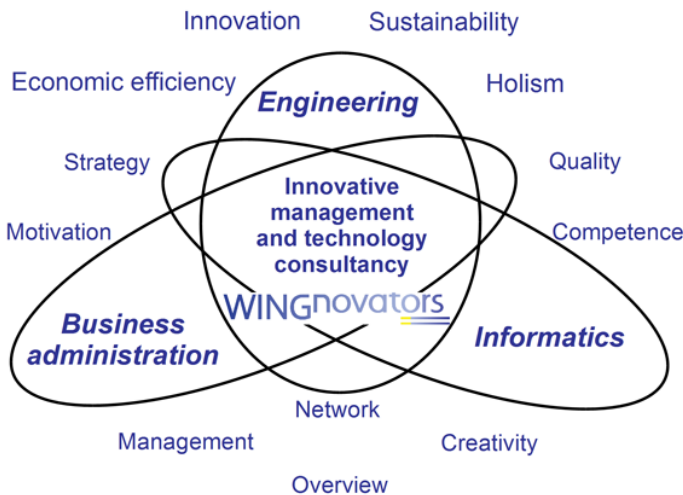 Innovation
Sustainability
Economic efficiency
Holism
Engineering
Strategy
Quality
Innovative
management
and technology
consultancy
Motivation
Competence
WINGnovators
Business
administration
Informatics
Network
Management
Creativity
Overview